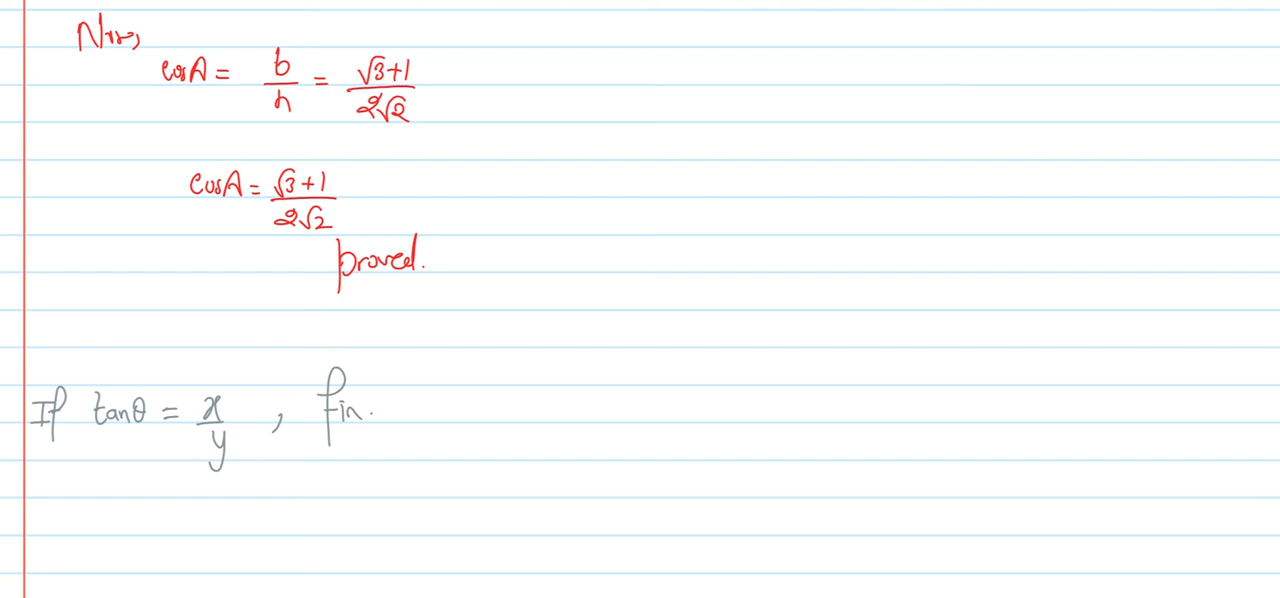 Now,
cosA = b/h = √3+1/2√2
cosA = √3+1/2√2
proved.
If tanθ = x/y , fin.